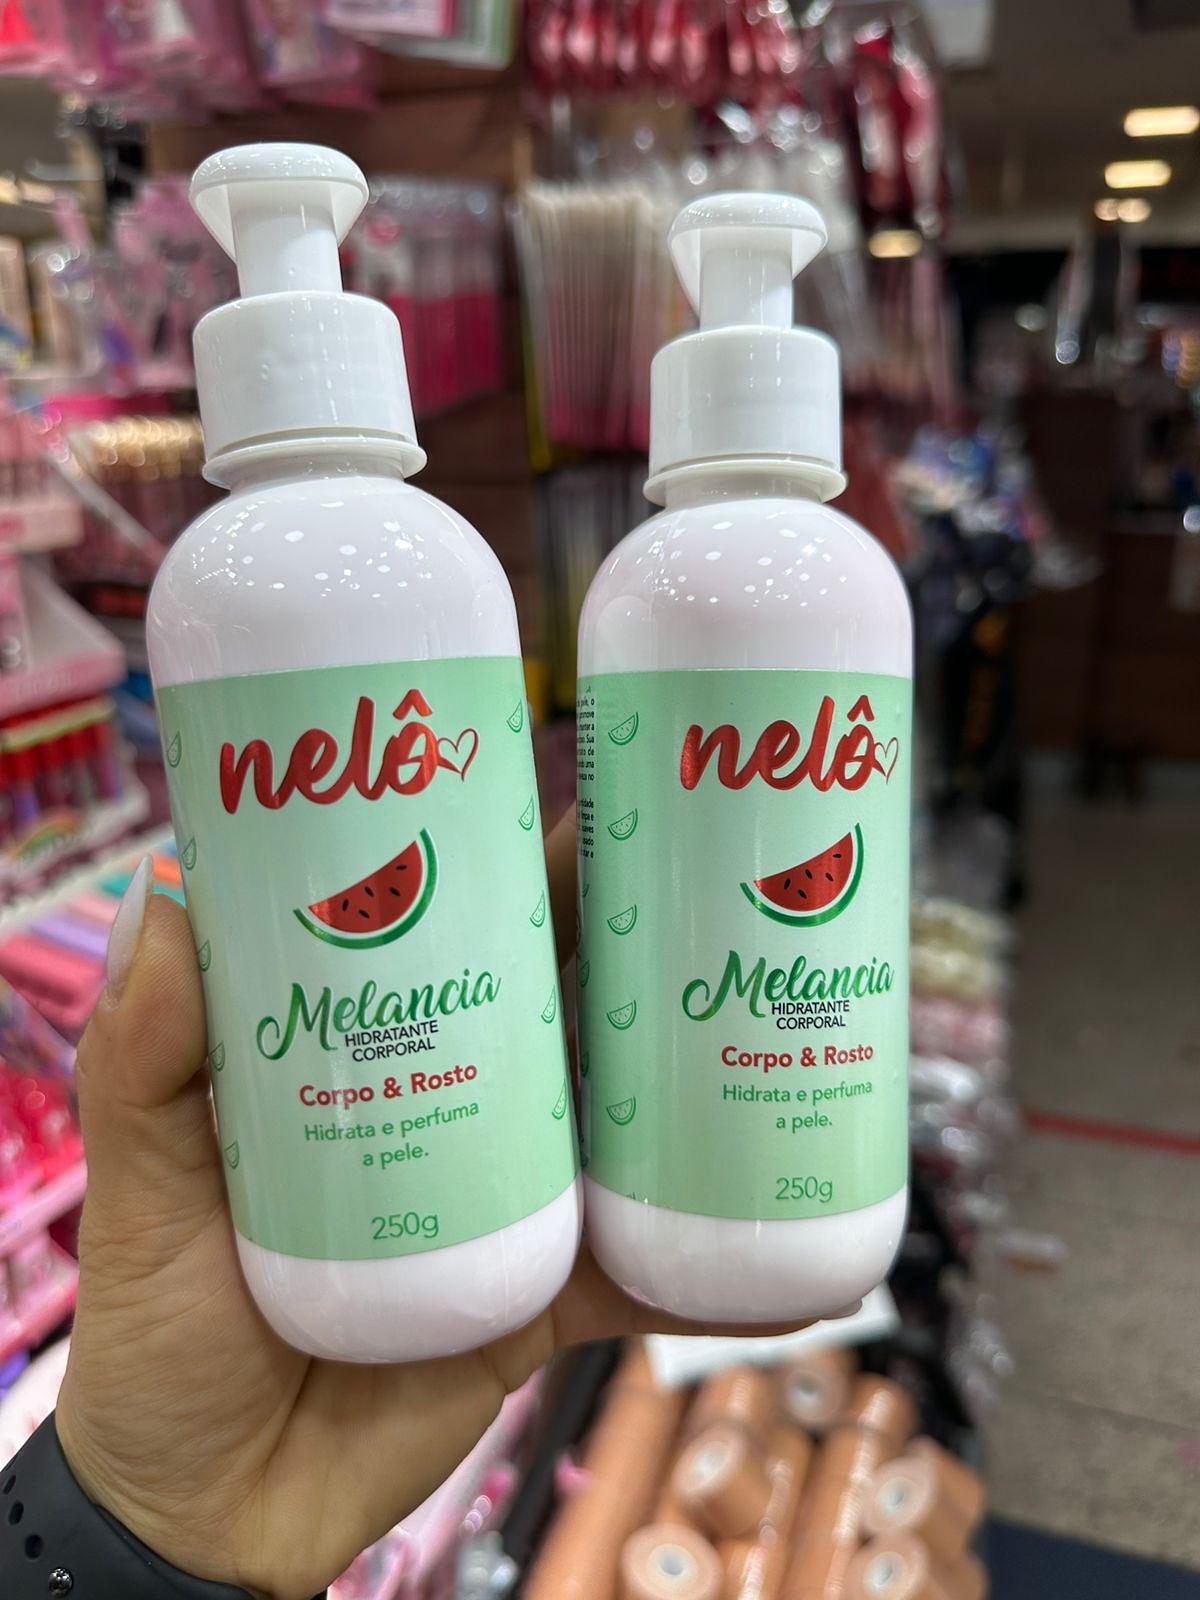 nelô
Melancia
HIDRATANTE
CORPORAL
Corpo & Rosto
Hidrata e perfuma
a pele.
250g
nelô
Melancia
HIDRATANTE
CORPORAL
Corpo & Rosto
Hidrata e perfuma
a pele.
250g